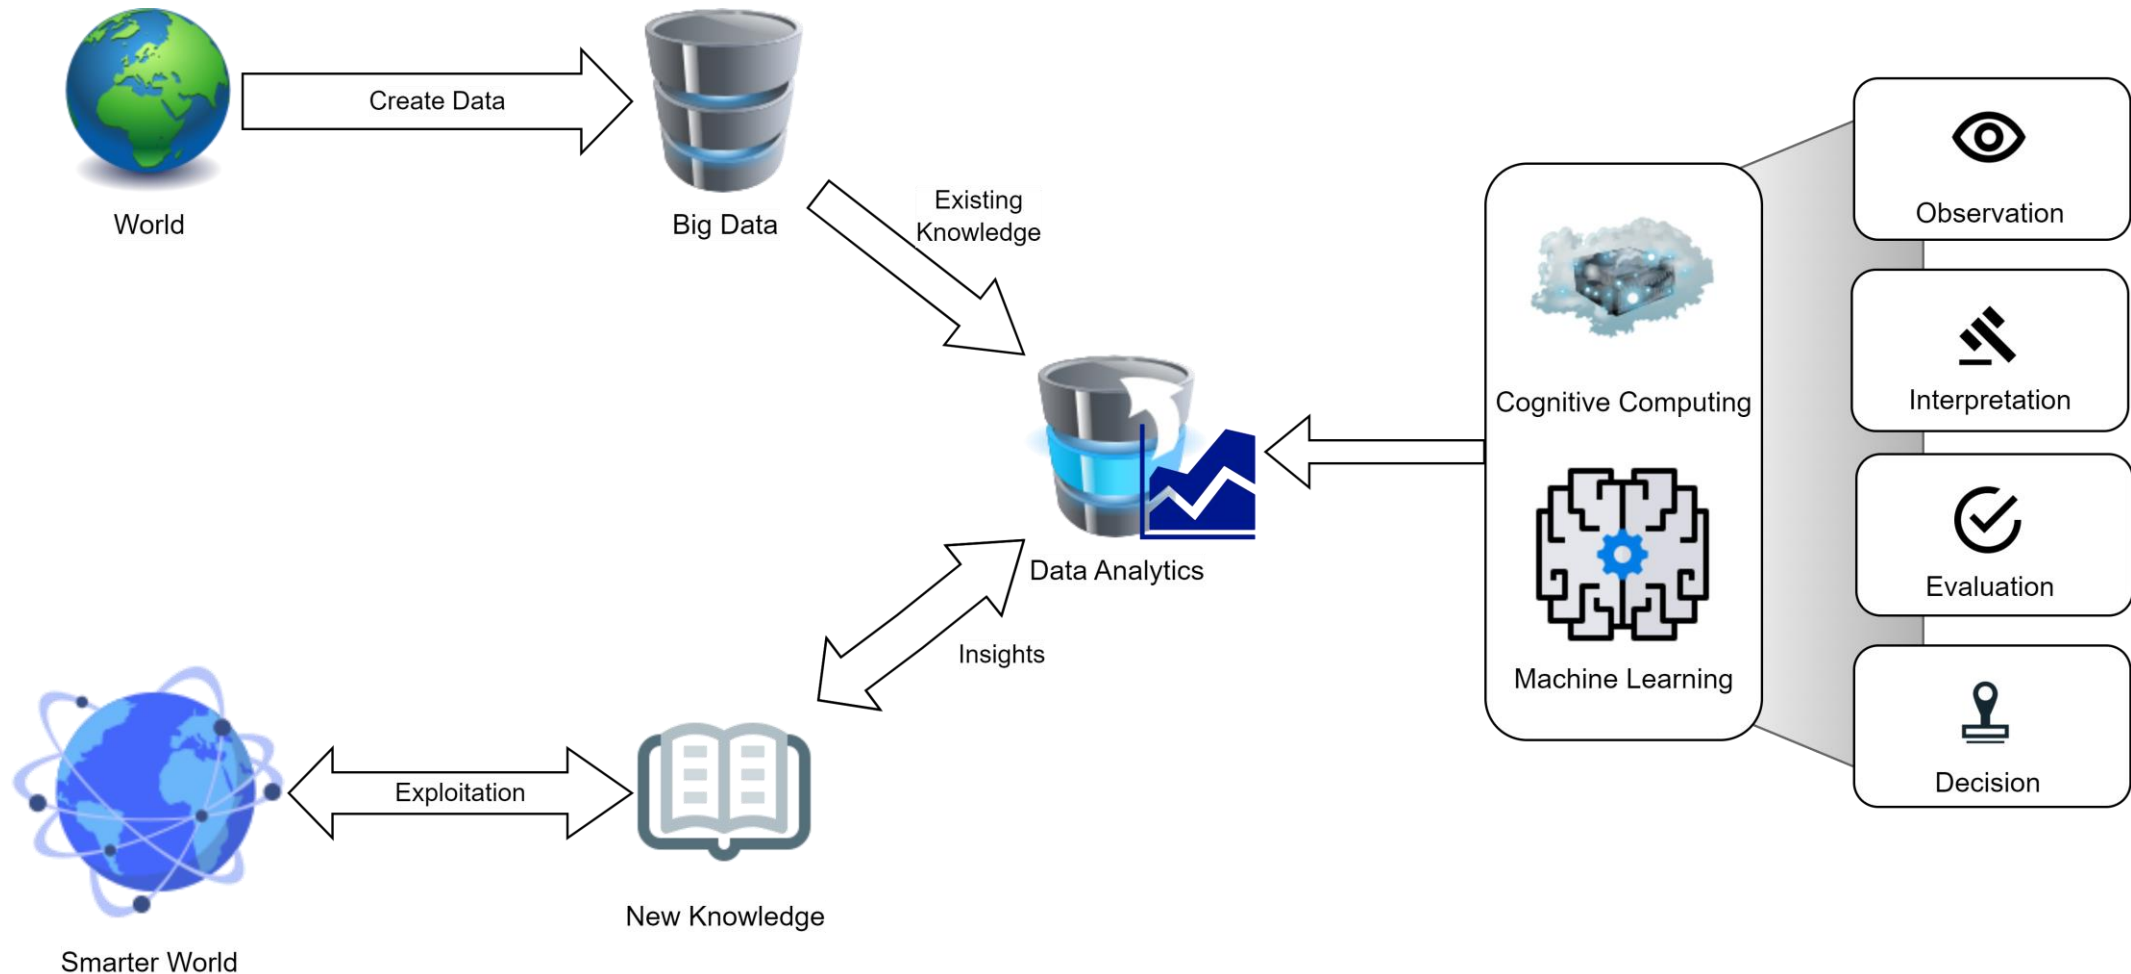 Create Data
World
Big Data
Existing
Knowledge
Data Analytics
Insights
Exploitation
New Knowledge
Smarter World
Cognitive Computing
Machine Learning
Observation
Interpretation
Evaluation
Decision